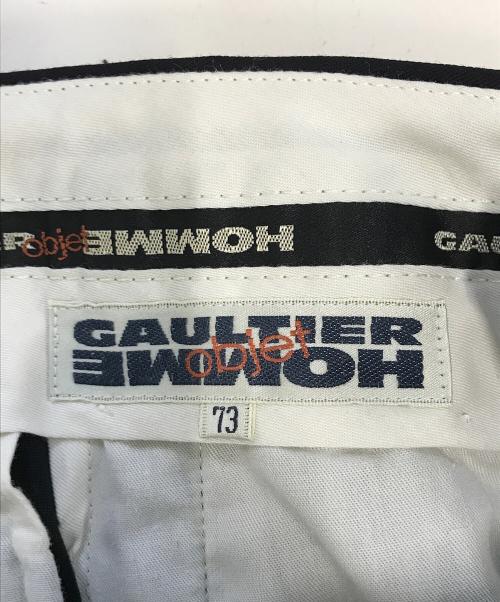 R objet HOMME GAU
GAULTIER
objet
HOMME
73